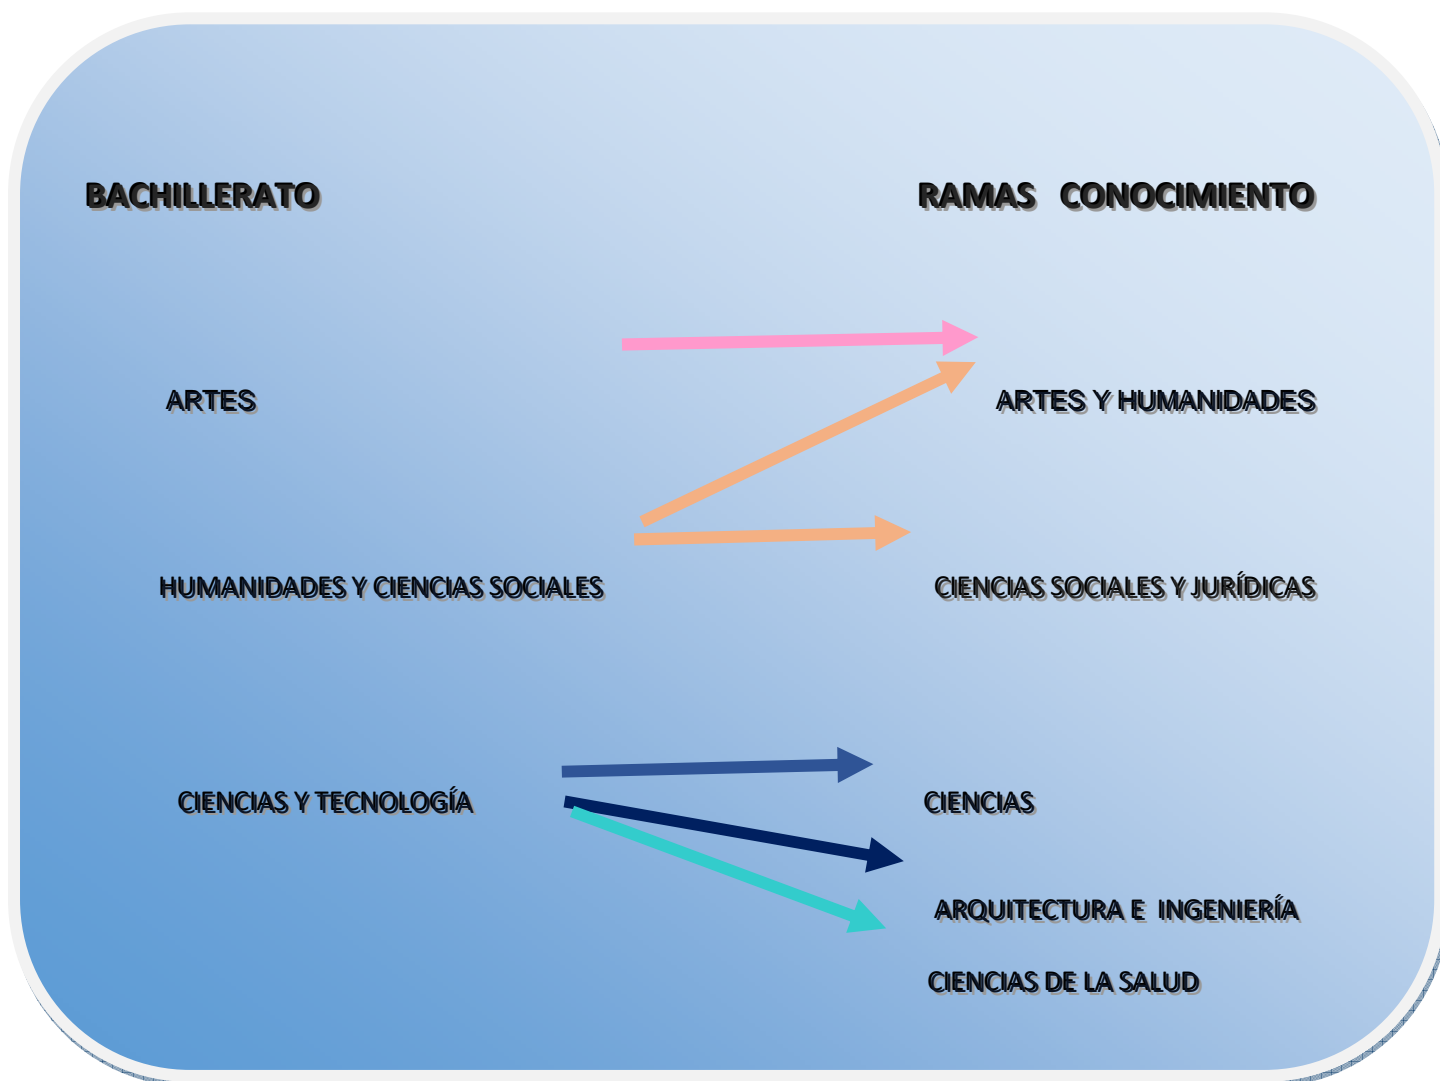 BACHILLERATO RAMAS CONOCIMIENTO
ARTES ARTES Y HUMANIDADES
HUMANIDADES Y CIENCIAS SOCIALES CIENCIAS SOCIALES Y JURÍDICAS
CIENCIAS Y TECNOLOGÍA CIENCIAS
ARQUITECTURA E INGENIERÍA
CIENCIAS DE LA SALUD